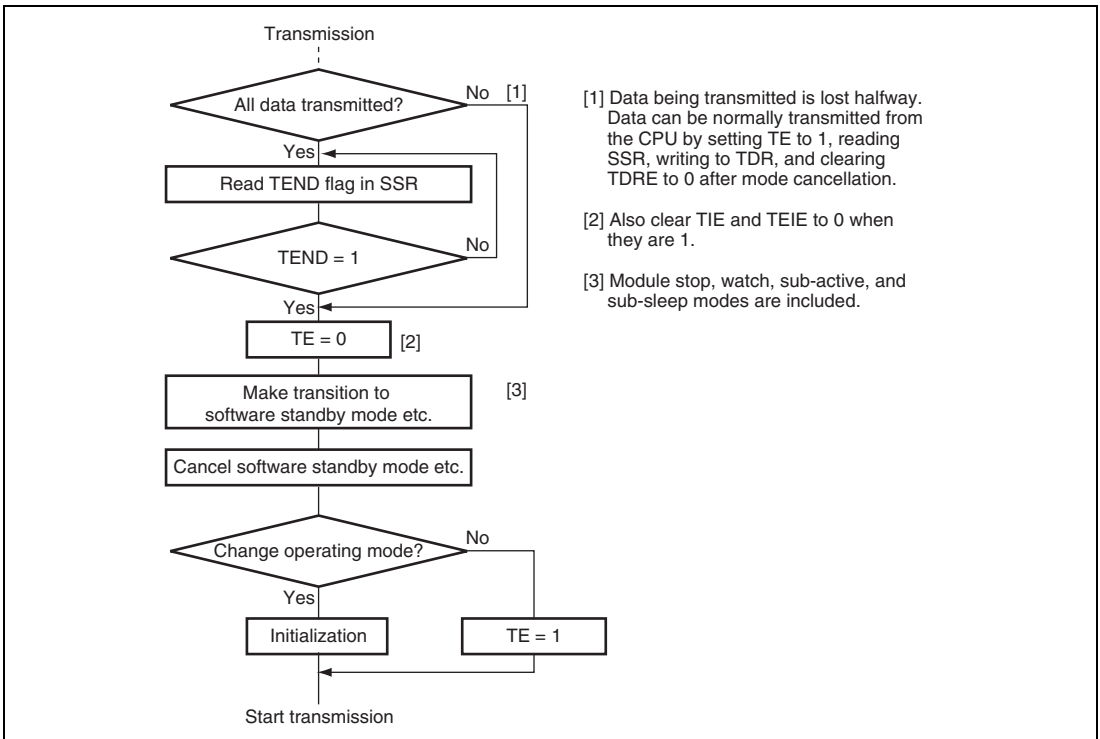 Transmission
All data transmitted?
No [1]
Yes
Read TEND flag in SSR
TEND = 1
No
Yes
TE = 0
[2]
Make transition to
software standby mode etc.
[3]
Cancel software standby mode etc.
Change operating mode?
No
Yes
Initialization
TE = 1
Start transmission
[1] Data being transmitted is lost halfway.
Data can be normally transmitted from
the CPU by setting TE to 1, reading
SSR, writing to TDR, and clearing
TDRE to 0 after mode cancellation.
[2] Also clear TIE and TEIE to 0 when
they are 1.
[3] Module stop, watch, sub-active, and
sub-sleep modes are included.